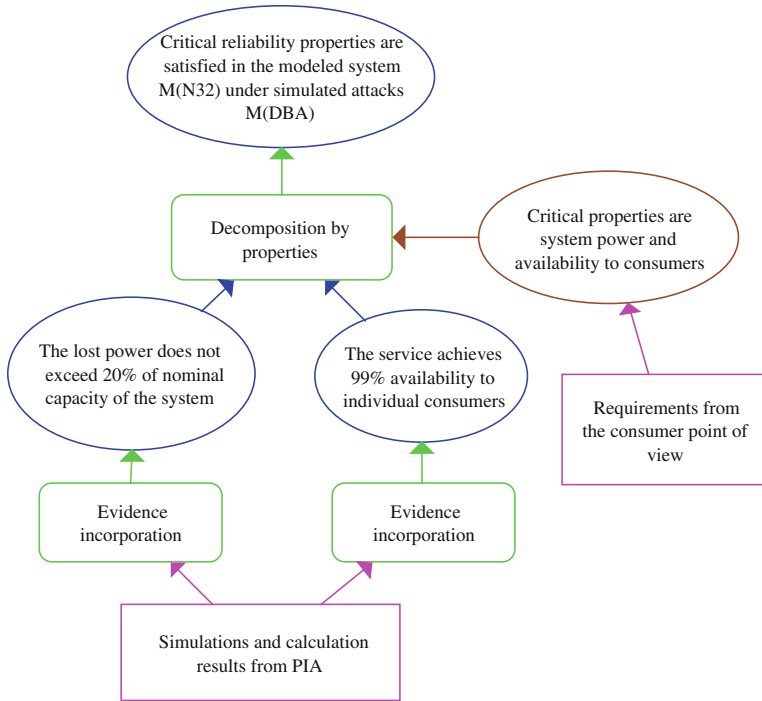 Critical reliability properties are
satisfied in the modeled system
M(N32) under simulated attacks
M(DBA)
Decomposition by
properties
Critical properties are
system power and
availability to consumers
The lost power does not
exceed 20% of nominal
capacity of the system
The service achieves
99% availability to
individual consumers
Requirements from
the consumer point of
view
Evidence
incorporation
Evidence
incorporation
Simulations and calculation
results from PIA